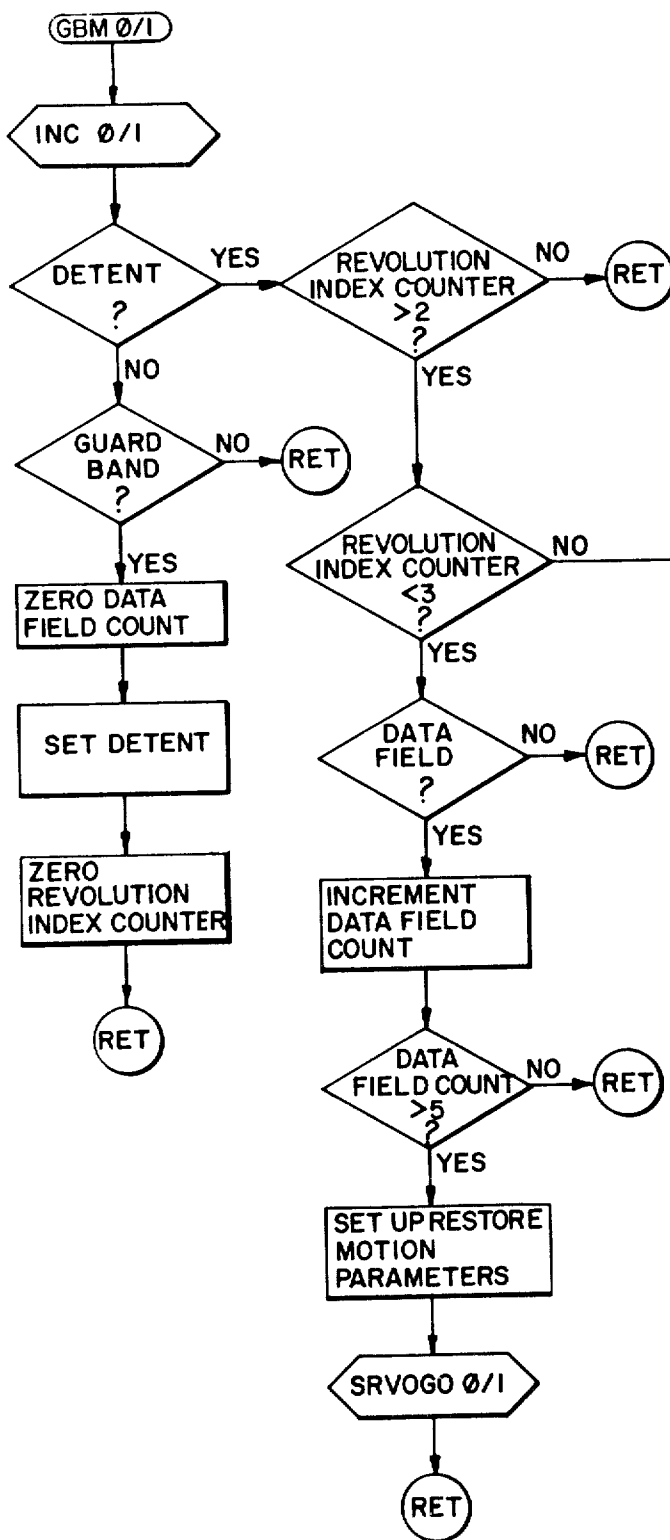 GBM 0/1
INC Ø/1
DETENT
?
YES
REVOLUTION
INDEX COUNTER
>2
?
NO
RET
NO
YES
GUARD
BAND
?
NO
RET
YES
REVOLUTION
INDEX COUNTER
<3
?
NO
YES
ZERO DATA
FIELD COUNT
SET DETENT
DATA
FIELD
?
NO
RET
YES
ZERO
REVOLUTION
INDEX COUNTER
INCREMENT
DATA FIELD
COUNT
RET
DATA
FIELD COUNT
>5
?
NO
RET
YES
SET UP RESTORE
MOTION
PARAMETERS
SRVOGO Ø/1
RET